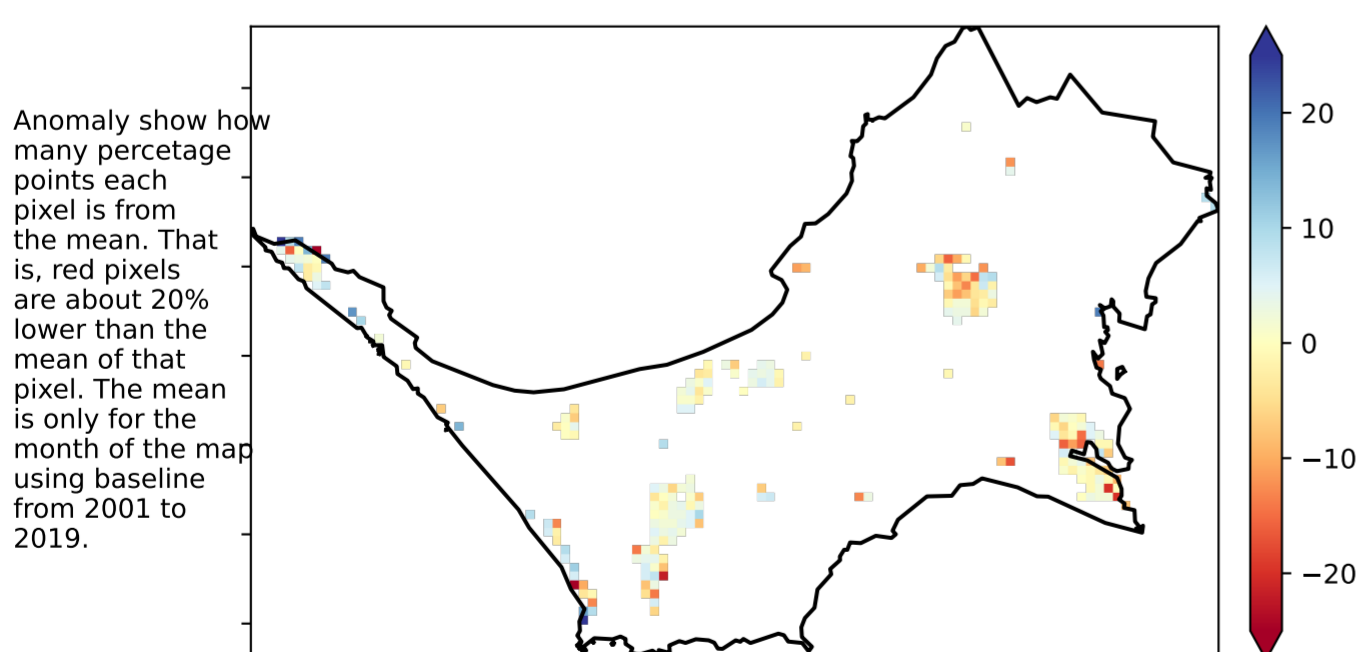 Anomaly show how
many percetage
points each
pixel is from
the mean. That
is, red pixels
are about 20%
lower than the
mean of that
pixel. The mean
is only for the
month of the map
using baseline
from 2001 to
2019.
20
10
0
−10
−20